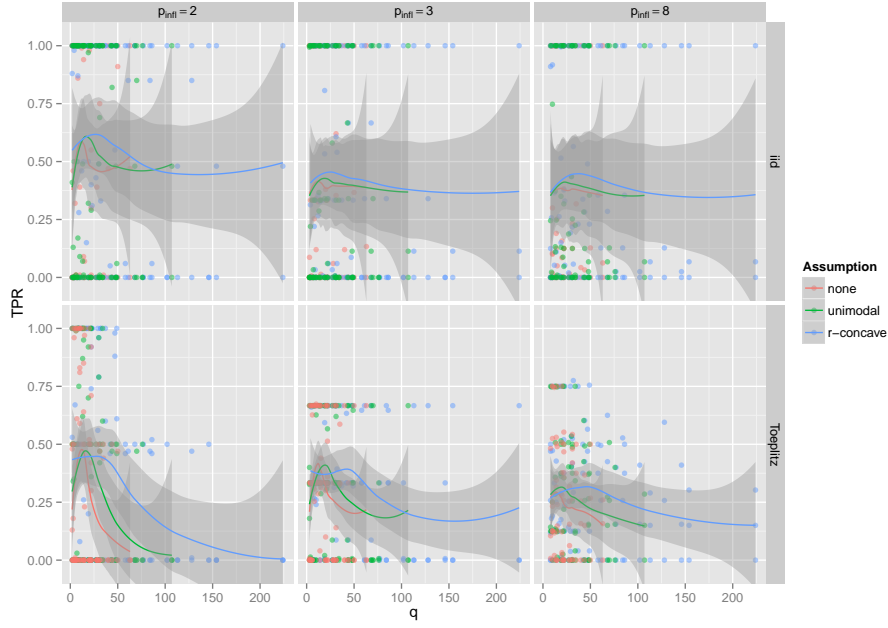 p_infl = 2
p_infl = 3
p_infl = 8
1.00
0.75
0.50
0.25
0.00
iid
TPR
1.00
0.75
0.50
0.25
0.00
Toeplitz
0 50 100 150 200
0 50 100 150 200
0 50 100 150 200
q
Assumption
none
unimodal
r−concave